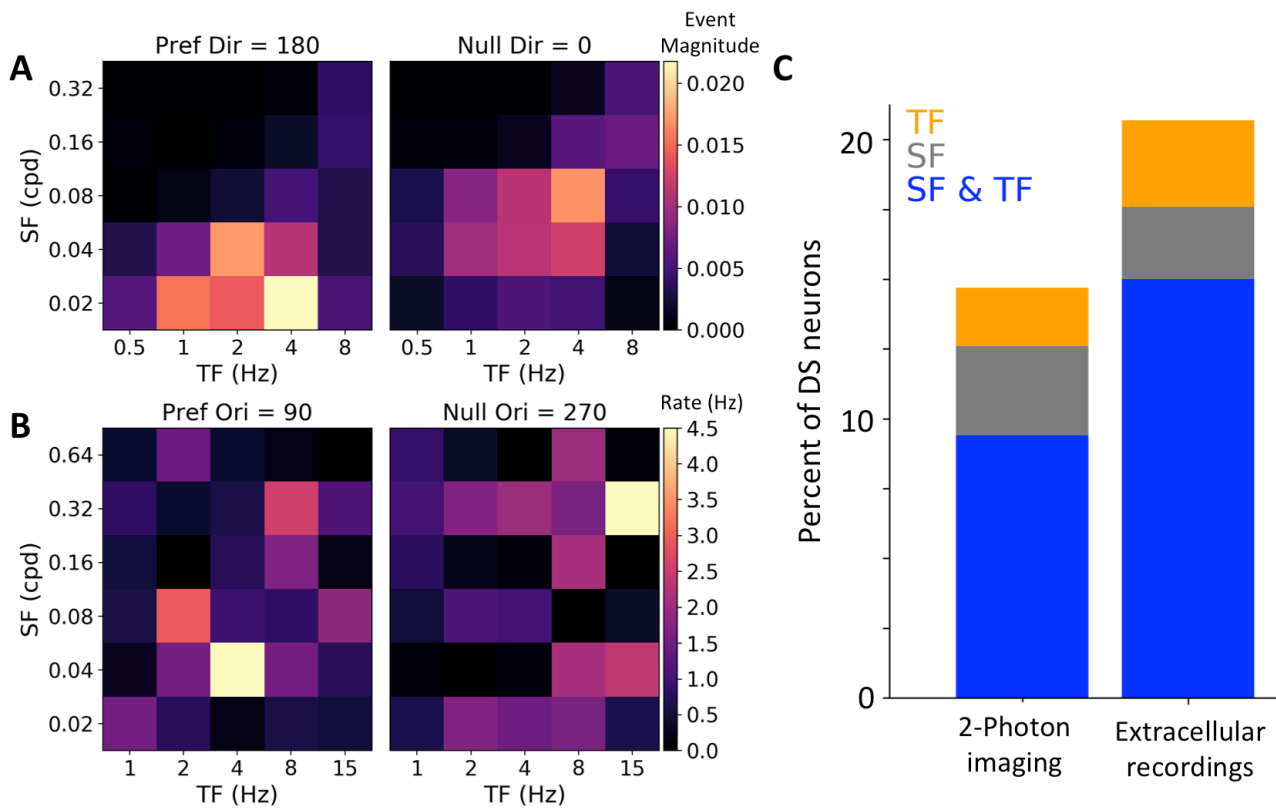 A
Pref Dir = 180
Null Dir = 0
Event
Magnitude
SF (cpd)
0.32
0.16
0.08
0.04
0.02
0.5 1 2 4 8
TF (Hz)
0.5 1 2 4 8
TF (Hz)
0.020
0.015
0.010
0.005
0.000
B
Pref Ori = 90
Null Ori = 270
Rate (Hz)
SF (cpd)
0.64
0.32
0.16
0.08
0.04
0.02
1 2 4 8 15
TF (Hz)
1 2 4 8 15
TF (Hz)
4.5
4.0
3.5
3.0
2.5
2.0
1.5
1.0
0.5
0.0
C
TF
SF
SF & TF
Percent of DS neurons
20
10
0
2-Photon
imaging
Extracellular
recordings